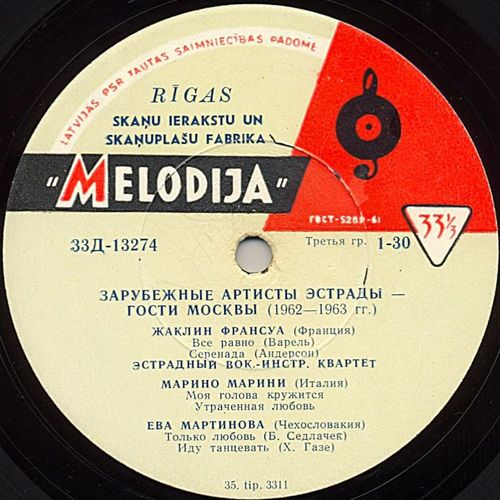 LATVIJAS PSR TAUTAS SAIMNIECĪBAS PADOME
RĪGAS
SKAŅU IERAKSTU UN
SKAŅUPLAŠU FABRIKA
"MELODIJA"
ГОСТ-5289-61
33⅓
33Д-13274
Третья гр. 1-30
ЗАРУБЕЖНЫЕ АРТИСТЫ ЭСТРАДЫ —
ГОСТИ МОСКВЫ (1962—1963 гг.)
ЖАКЛИН ФРАНСУА (Франция)
Все равно (Варель)
Серенада (Андерсон)
ЭСТРАДНЫЙ ВОК.-ИНСТР. КВАРТЕТ
МАРИНО МАРИНИ (Италия)
Моя голова кружится
Утраченная любовь
ЕВА МАРТИНОВА (Чехословакия)
Только любовь (Б. Седлачек)
Иду танцевать (Х. Газе)
35. tip. 3311